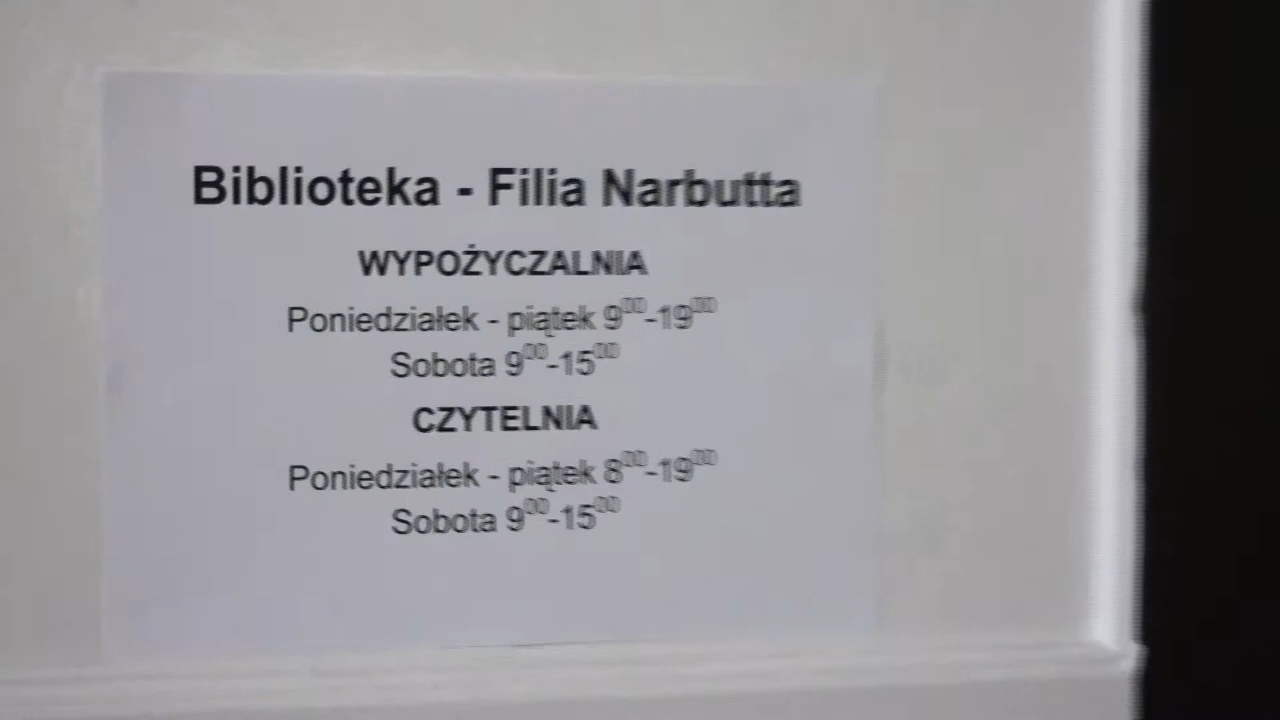 Biblioteka - Filia Narbutta
WYPOŻYCZALNIA
Poniedziałek - piątek 9⁰⁰-19⁰⁰
Sobota 9⁰⁰-15⁰⁰
CZYTELNIA
Poniedziałek - piątek 8⁰⁰-19⁰⁰
Sobota 9⁰⁰-15⁰⁰